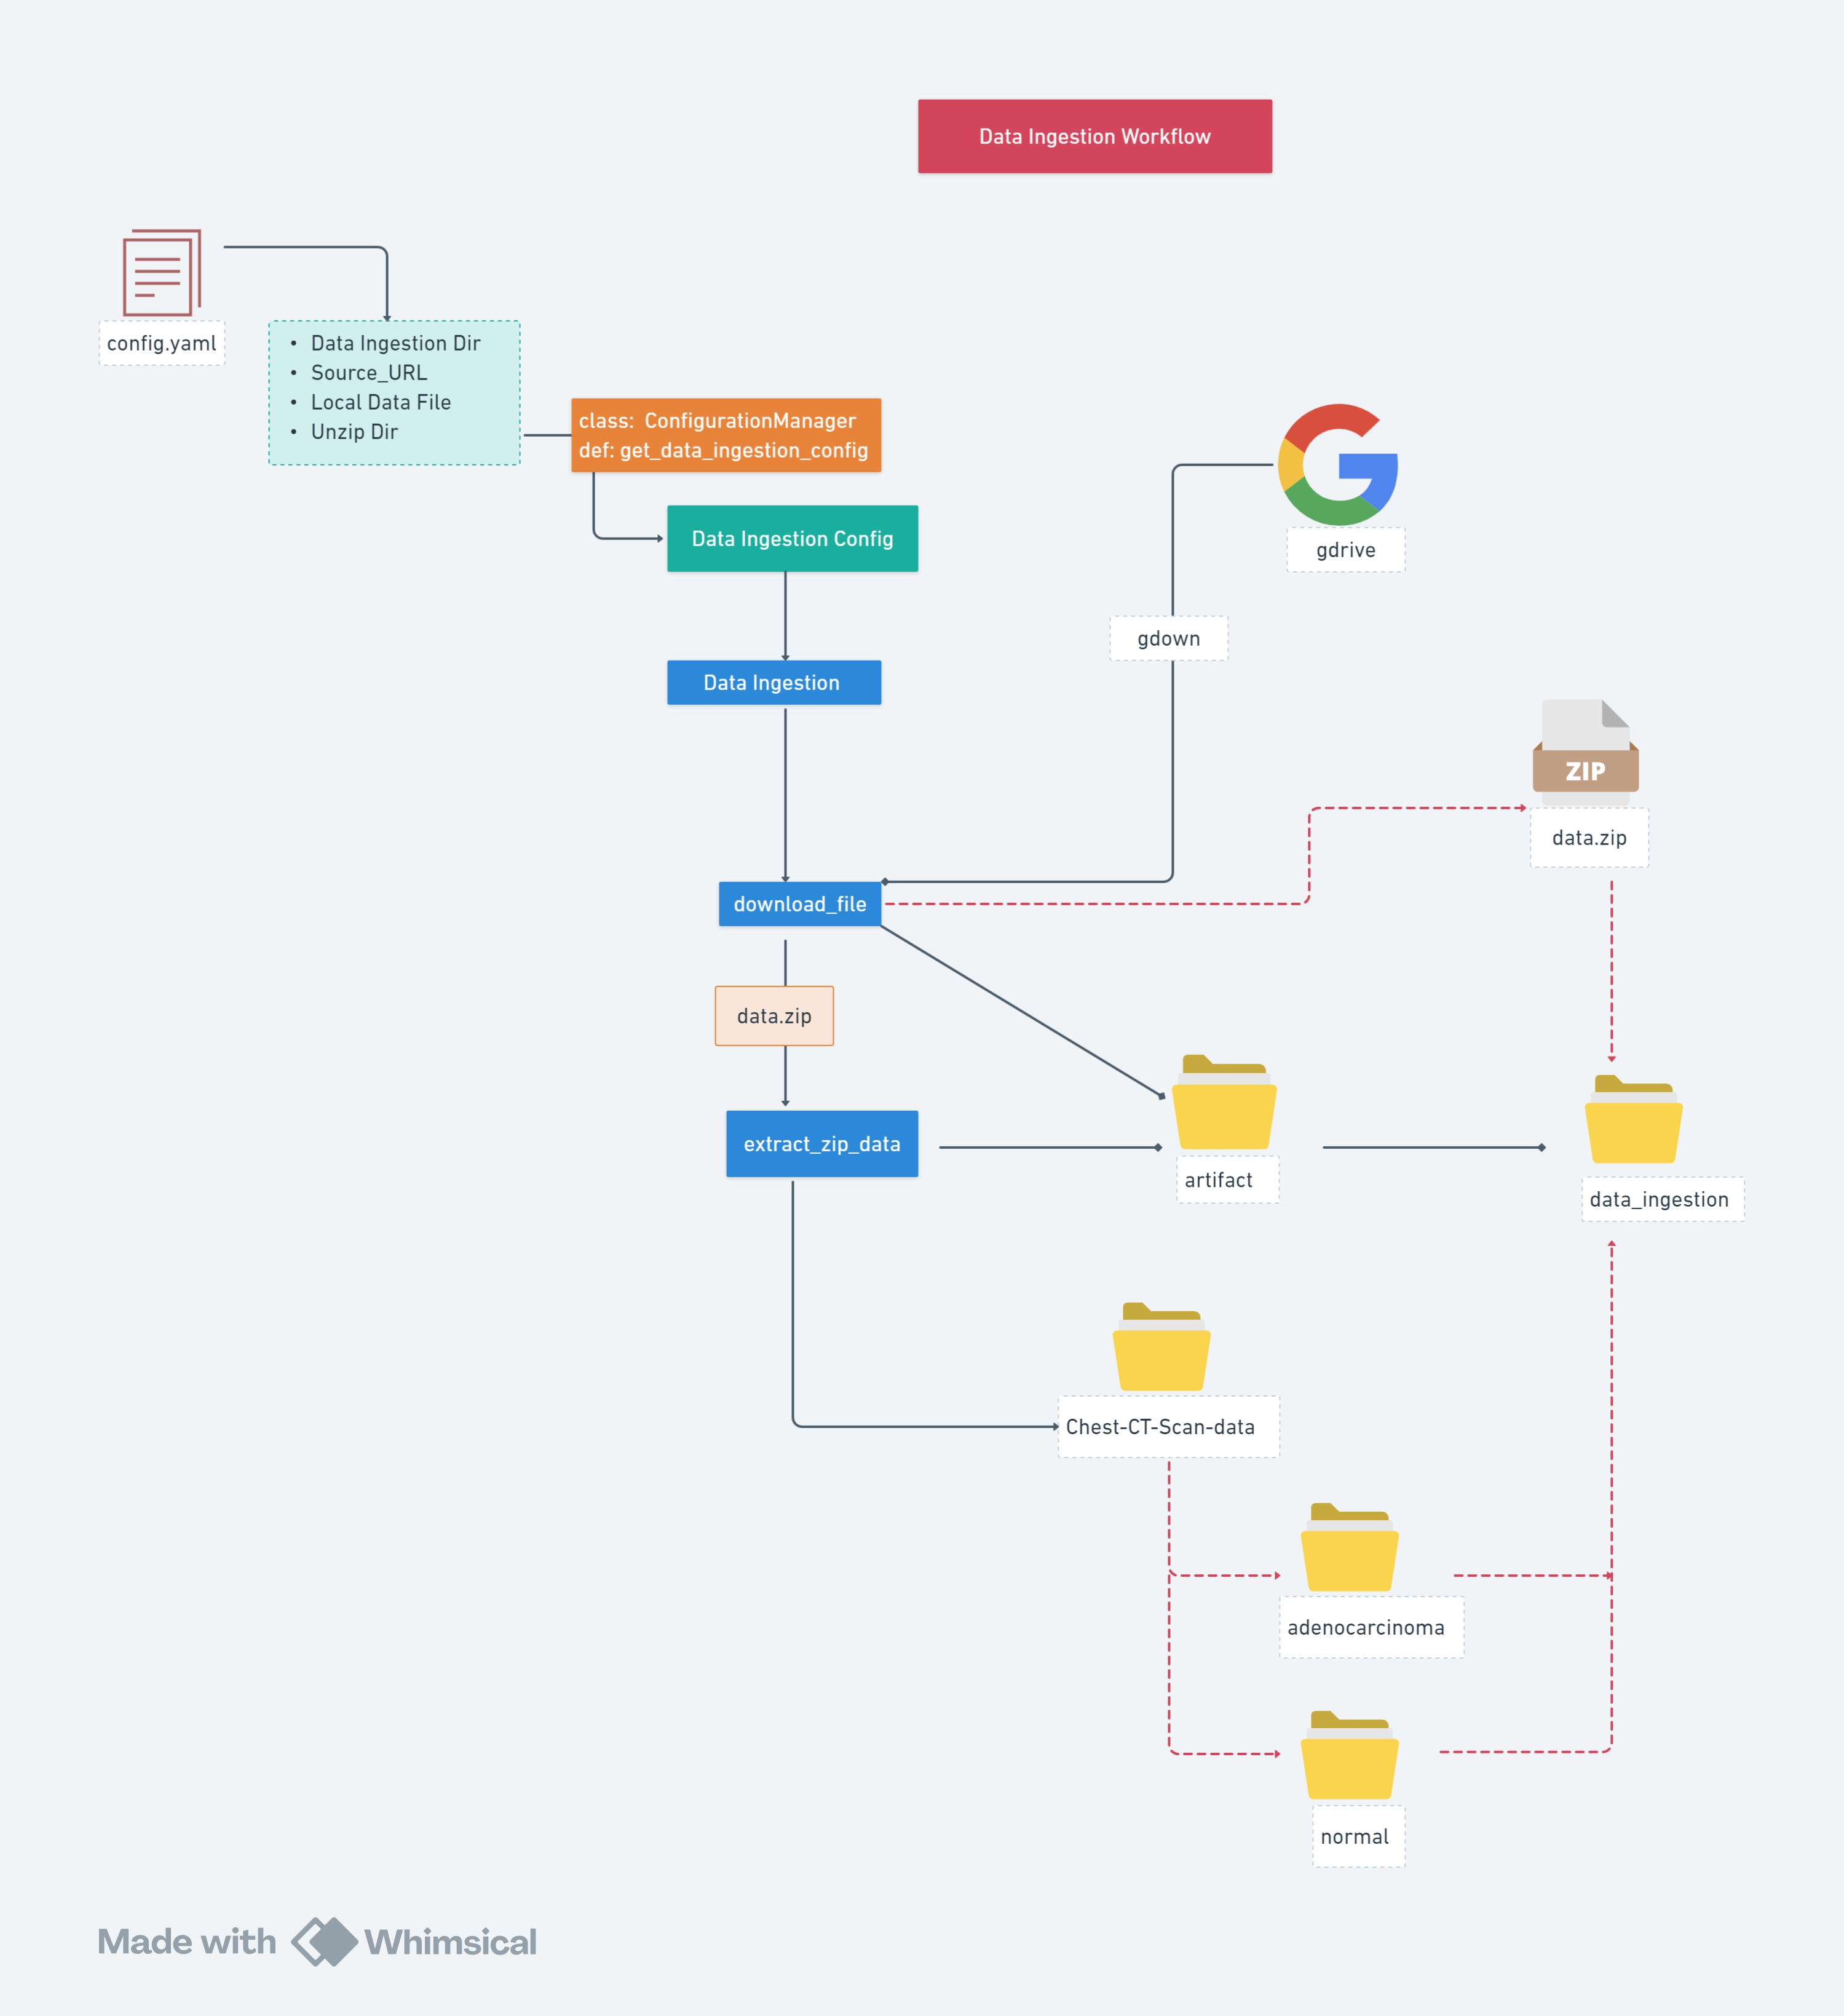 Data Ingestion Workflow
config.yaml
• Data Ingestion Dir
• Source_URL
• Local Data File
• Unzip Dir
class: ConfigurationManager
def: get_data_ingestion_config
Data Ingestion Config
gdrive
gdown
Data Ingestion
ZIP
data.zip
download_file
data.zip
extract_zip_data
artifact
data_ingestion
Chest-CT-Scan-data
adenocarcinoma
normal
Made with Whimsical